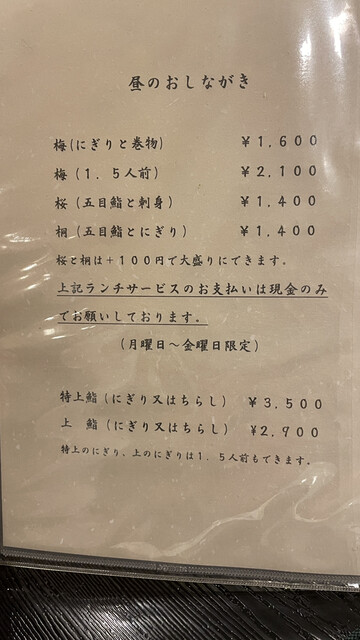 昼のおしながき
梅(にぎりと巻物) ¥1,600
梅(1.5人前) ¥2,100
桜(五目鮨と刺身) ¥1,400
桐(五目鮨とにぎり) ¥1,400
桜と桐は+100円で大盛りにできます。
上記ランチサービスのお支払いは現金のみ
でお願いしております。
(月曜日~金曜日限定)
特上鮨(にぎり又はちらし) ¥3,500
上 鮨(にぎり又はちらし) ¥2,900
特上のにぎり、上のにぎりは1.5人前もできます。